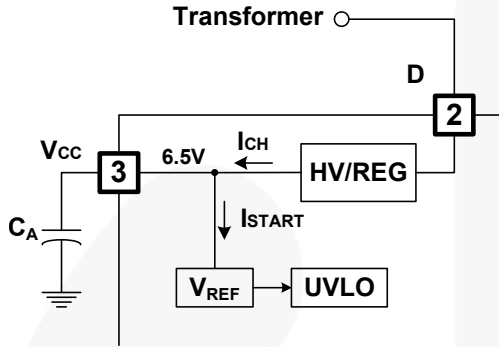 Transformer
D
2
VCC
3
6.5V
ICH
HV/REG
CA
ISTART
VREF
UVLO